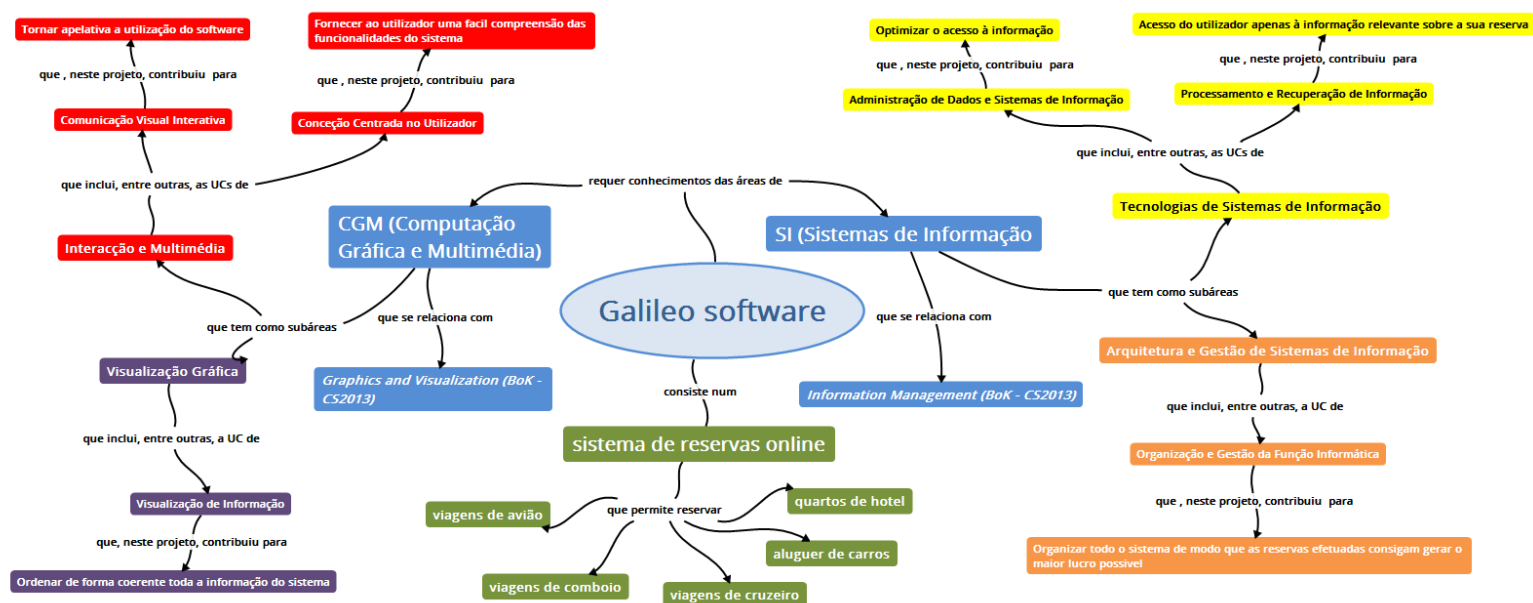 Tornar apelativa a utilização do software
que , neste projeto, contribuiu  para
Comunicação Visual Interativa
Fornecer ao utilizador uma facil compreensão das
funcionalidades do sistema
que , neste projeto, contribuiu  para
Conceção Centrada no Utilizador
que inclui, entre outras, as UCs de
Interacção e Multimédia
que tem como subáreas
Visualização Gráfica
que inclui, entre outras, a UC de
Visualização de Informação
que, neste projeto, contribuiu para
Ordenar de forma coerente toda a informação do sistema
CGM (Computação
Gráfica e Multimédia)
que se relaciona com
Graphics and Visualization (BoK -
CS2013)
requer conhecimentos das áreas de
Galileo software
consiste num
sistema de reservas online
que permite reservar
viagens de avião
viagens de comboio
viagens de cruzeiro
aluguer de carros
quartos de hotel
SI (Sistemas de Informação
que se relaciona com
Information Management (BoK - CS2013)
Optimizar o acesso à informação
que , neste projeto, contribuiu  para
Administração de Dados e Sistemas de Informação
Acesso do utilizador apenas à informação relevante sobre a sua reserva
que , neste projeto, contribuiu  para
Processamento e Recuperação de Informação
que inclui, entre outras, as UCs de
Tecnologias de Sistemas de Informação
que tem como subáreas
Arquitetura e Gestão de Sistemas de Informação
que inclui, entre outras, a UC de
Organização e Gestão da Função Informática
que , neste projeto, contribuiu  para
Organizar todo o sistema de modo que as reservas efetuadas consigam gerar o
maior lucro possivel